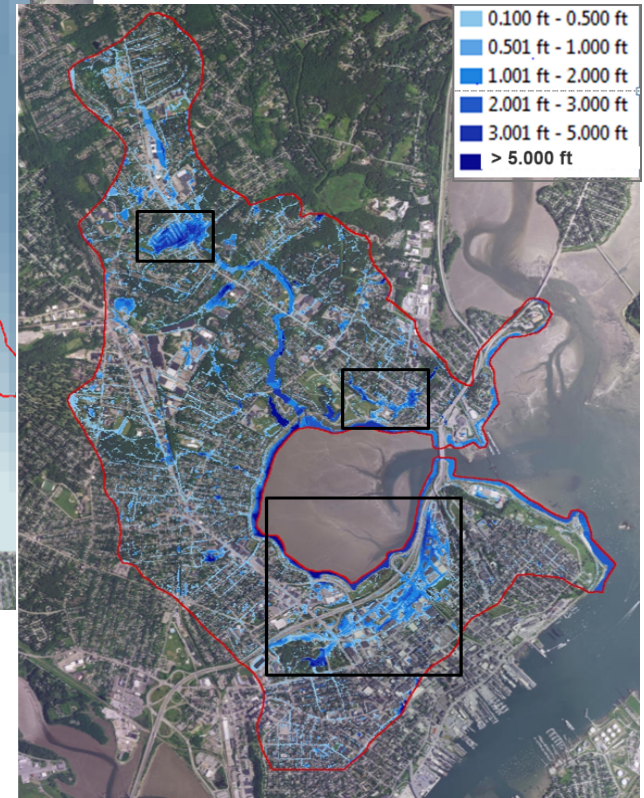 0.100 ft - 0.500 ft
0.501 ft - 1.000 ft
1.001 ft - 2.000 ft
2.001 ft - 3.000 ft
3.001 ft - 5.000 ft
> 5.000 ft